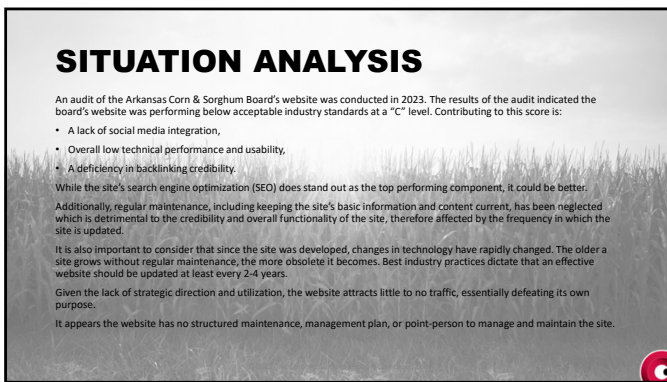 SITUATION ANALYSIS
An audit of the Arkansas Corn & Sorghum Board's website was conducted in 2023. The results of the audit indicated the
board's website was performing below acceptable industry standards at a "C" level. Contributing to this score is:
• A lack of social media integration,
• Overall low technical performance and usability,
• A deficiency in backlinking credibility.
While the site's search engine optimization (SEO) does stand out as the top performing component, it could be better.
Additionally, regular maintenance, including keeping the site's basic information and content current, has been neglected
which is detrimental to the credibility and overall functionality of the site, therefore affected by the frequency in which the
site is updated.
It is also important to consider that since the site was developed, changes in technology have rapidly changed. The older a
site grows without regular maintenance, the more obsolete it becomes. Best industry practices dictate that an effective
website should be updated at least every 2-4 years.
Given the lack of strategic direction and utilization, the website attracts little to no traffic, essentially defeating its own
purpose.
It appears the website has no structured maintenance, management plan, or point-person to manage and maintain the site.